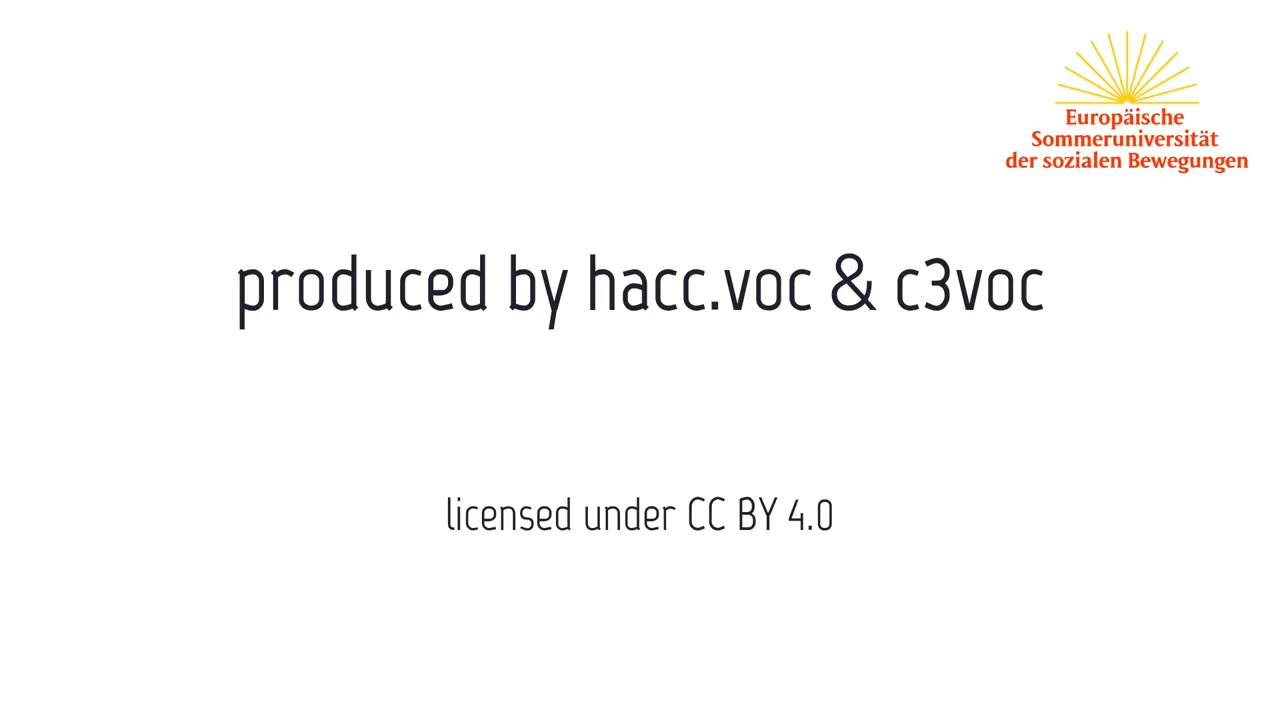 Europäische
Sommeruniversität
der sozialen Bewegungen
produced by hacc.voc & c3voc
licensed under CC BY 4.0